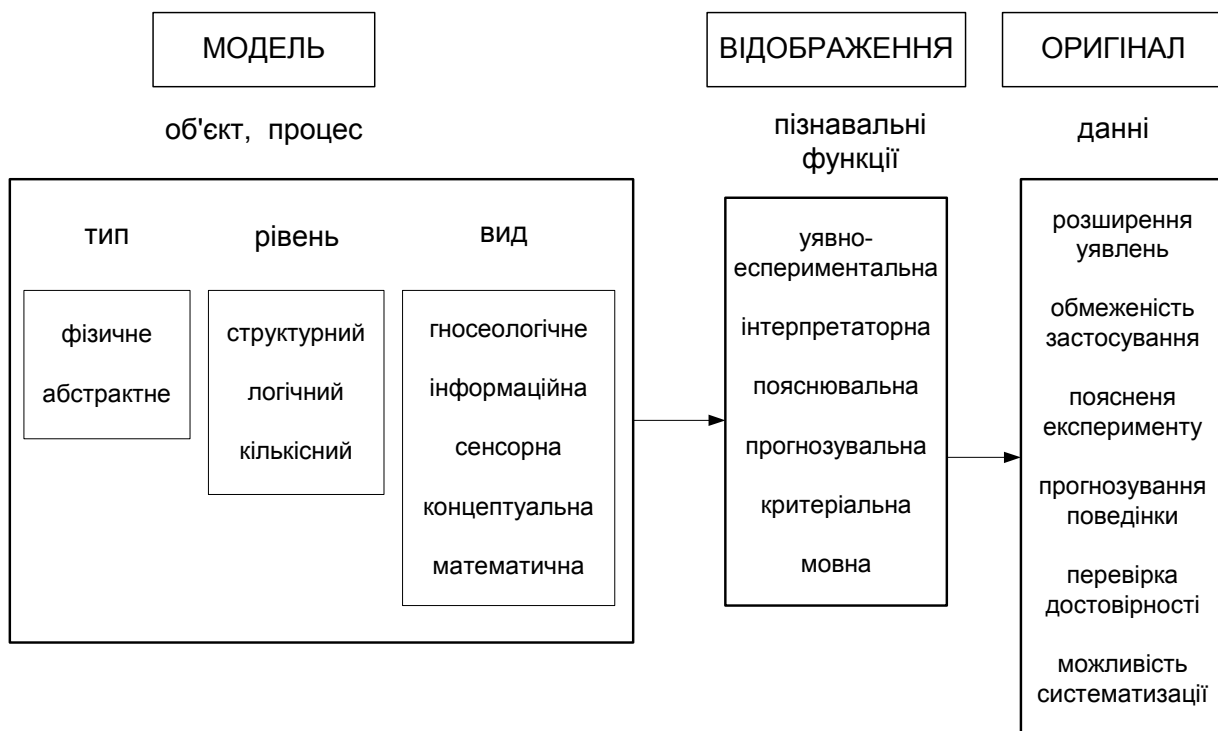 МОДЕЛЬ
ВІДОБРАЖЕННЯ
ОРИГІНАЛ
об'єкт, процес
пізнавальні
функції
данні
тип
рівень
вид
фізичне
абстрактне
структурний
логічний
кількісний
гносеологічне
інформаційна
сенсорна
концептуальна
математична
уявно-
еспериментальна
інтерпретаторна
пояснювальна
прогнозувальна
критеріальна
мовна
розширення
уявлень
обмеженість
застосування
поясненя
експерименту
прогнозування
поведінки
перевірка
достовірності
можливість
систематизації